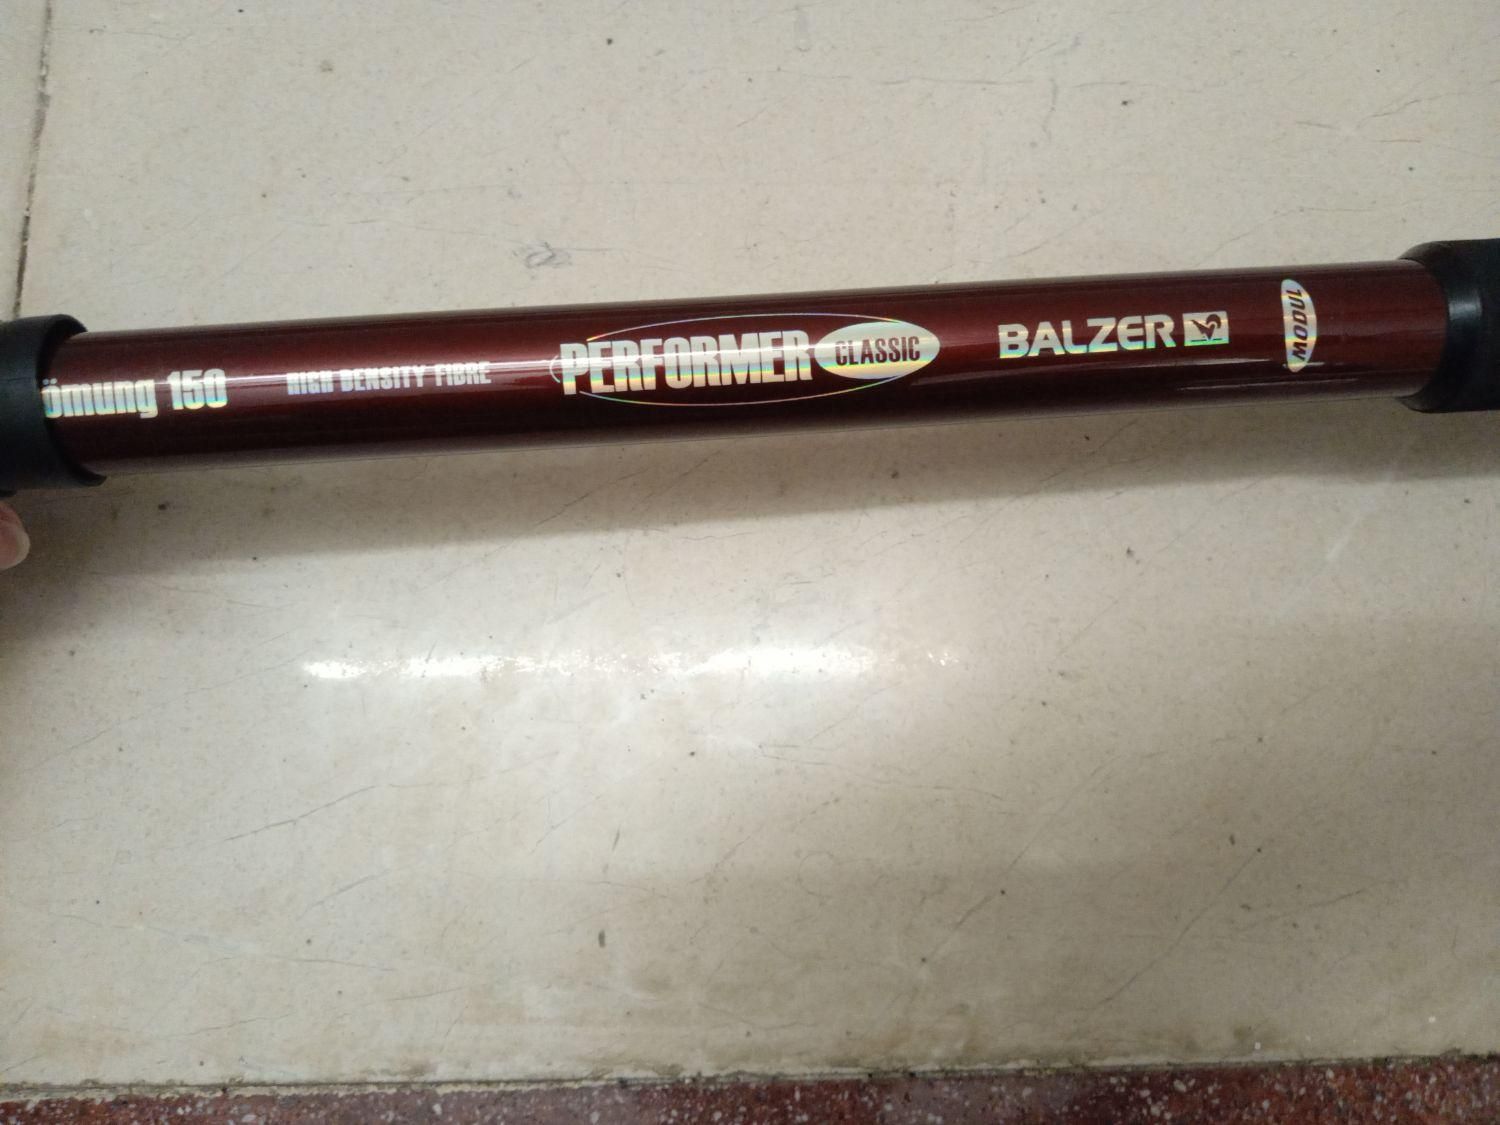 ömung 150 HIGH DENSITY FIBRE PERFORMER CLASSIC BALZER
MODUL